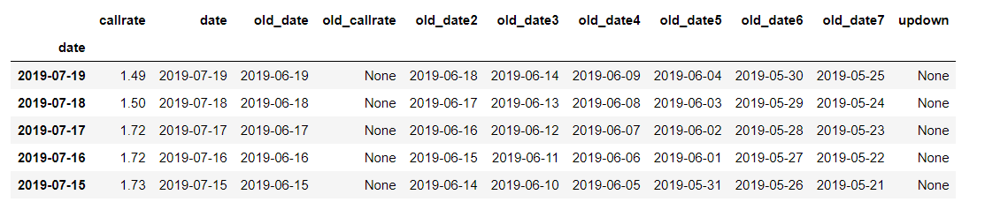 callrate date old_date old_callrate old_date2 old_date3 old_date4 old_date5 old_date6 old_date7 updown
date
2019-07-19 1.49 2019-07-19 2019-06-19 None 2019-06-18 2019-06-14 2019-06-09 2019-06-04 2019-05-30 2019-05-25 None
2019-07-18 1.50 2019-07-18 2019-06-18 None 2019-06-17 2019-06-13 2019-06-08 2019-06-03 2019-05-29 2019-05-24 None
2019-07-17 1.72 2019-07-17 2019-06-17 None 2019-06-16 2019-06-12 2019-06-07 2019-06-02 2019-05-28 2019-05-23 None
2019-07-16 1.72 2019-07-16 2019-06-16 None 2019-06-15 2019-06-11 2019-06-06 2019-06-01 2019-05-27 2019-05-22 None
2019-07-15 1.73 2019-07-15 2019-06-15 None 2019-06-14 2019-06-10 2019-06-05 2019-05-31 2019-05-26 2019-05-21 None